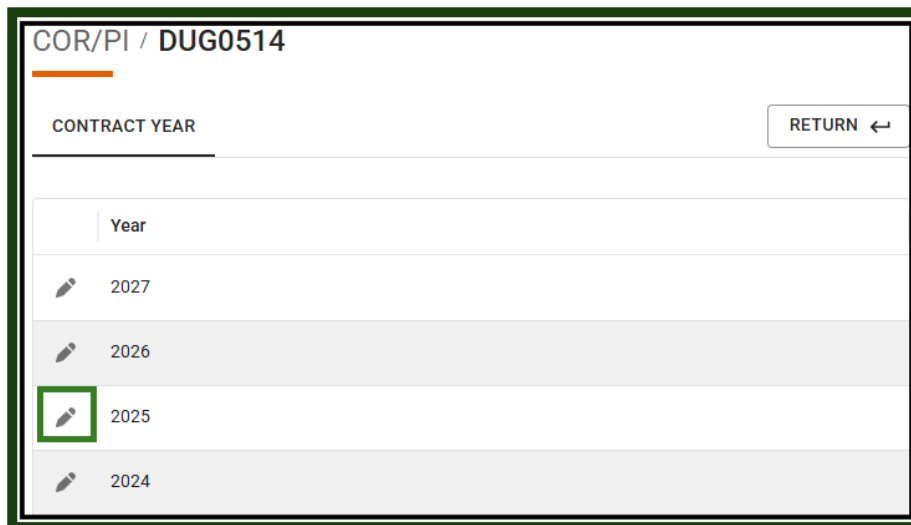 COR/PI / DUG0514
CONTRACT YEAR
RETURN
Year
2027
2026
2025
2024